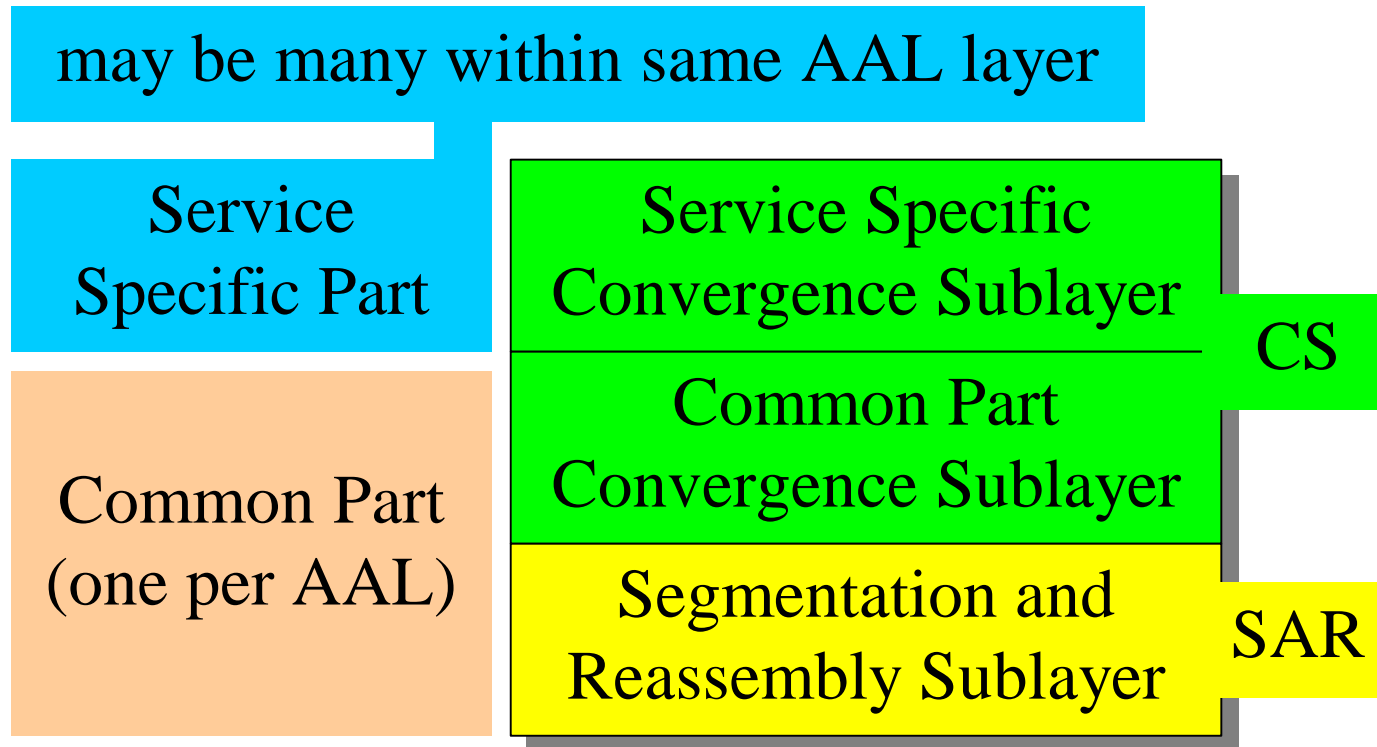 may be many within same AAL layer
Service
Specific Part
Service Specific
Convergence Sublayer
CS
Common Part
Convergence Sublayer
Common Part
(one per AAL)
Segmentation and
Reassembly Sublayer
SAR